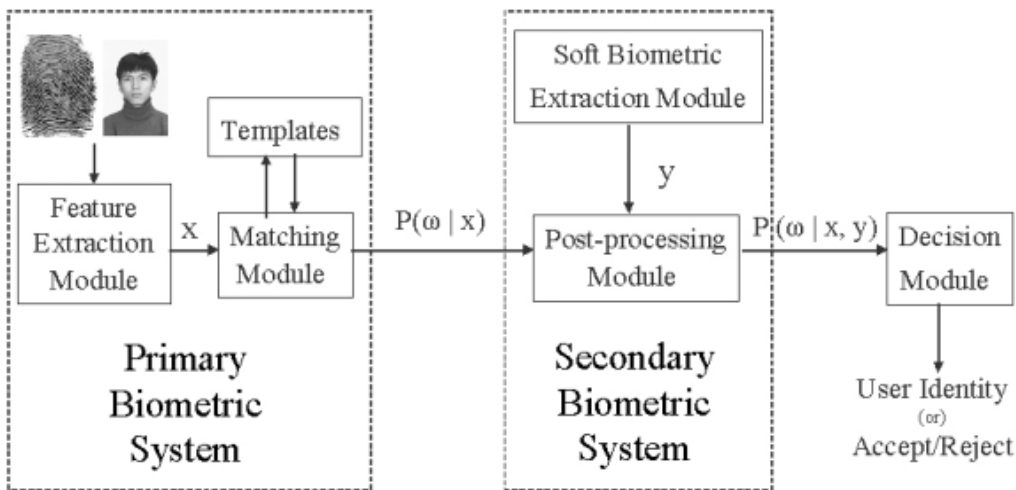 Templates
Feature
Extraction
Module
x
Matching
Module
P(ω | x)
Primary
Biometric
System
Soft Biometric
Extraction Module
y
Post-processing
Module
P(ω | x, y)
Secondary
Biometric
System
Decision
Module
User Identity
(or)
Accept/Reject